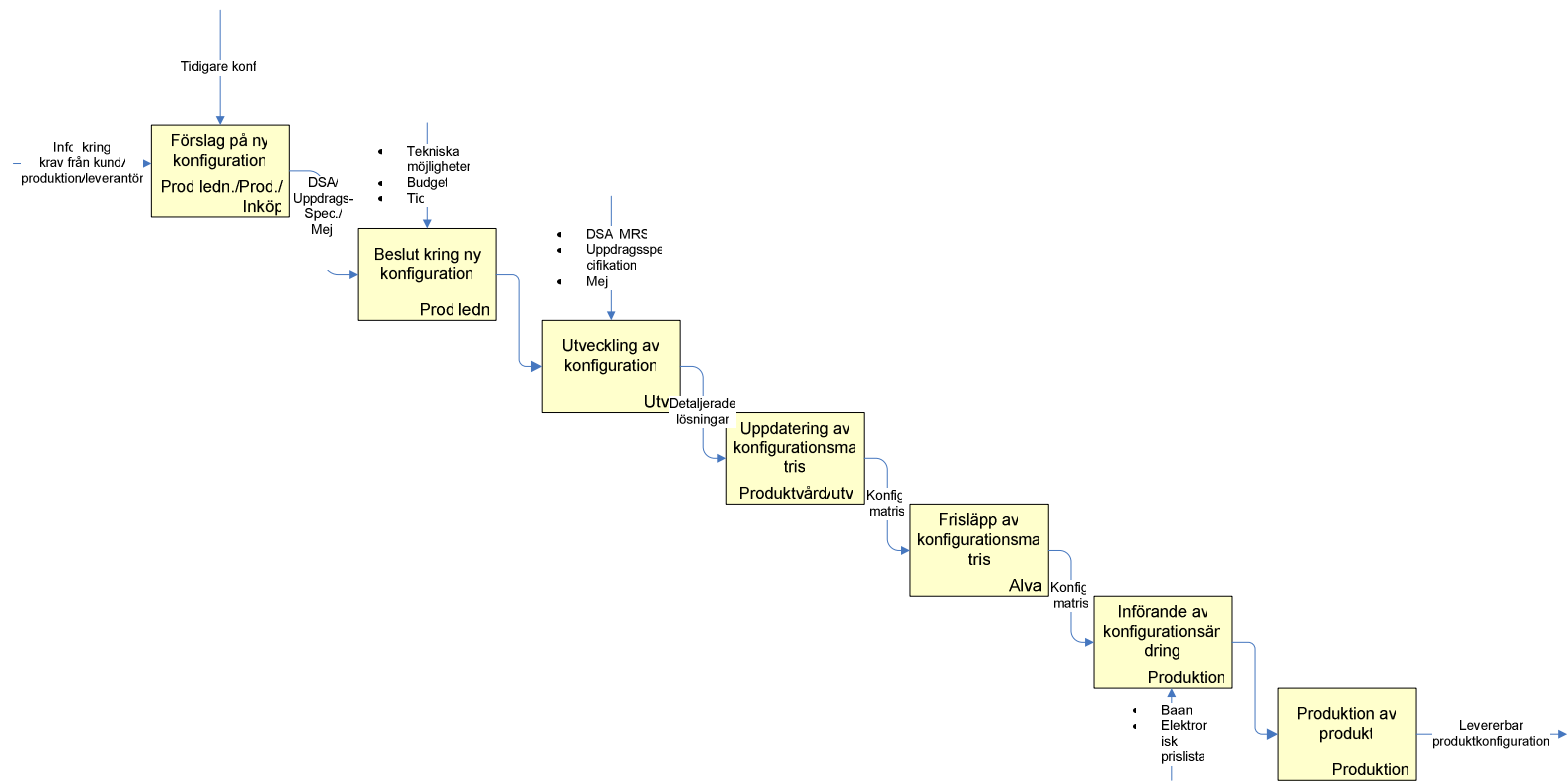 Tidigare konf
Info kring
krav från kund/
produktion/leverantör
Förslag på ny
konfiguration
Prod ledn./Prod./
Inköp
DSA/
Uppdrags-
Spec./
Mej
• Tekniska
möjligheter
• Budget
• Tid
Beslut kring ny
konfiguration
Prod ledn
• DSA MRS
• Uppdragsspe
cifikation
• Mej
Utveckling av
konfiguration
Utv
Detaljerade
lösningar
Uppdatering av
konfigurationsma
tris
Produktvård/utv
Konfig
matris
Frisläpp av
konfigurationsma
tris
Alva
Konfig
matris
Införande av
konfigurationsän
dring
Produktion
• Baan
• Elektron
isk
prislista
Produktion av
produkt
Produktion
Levererbar
produktkonfiguration